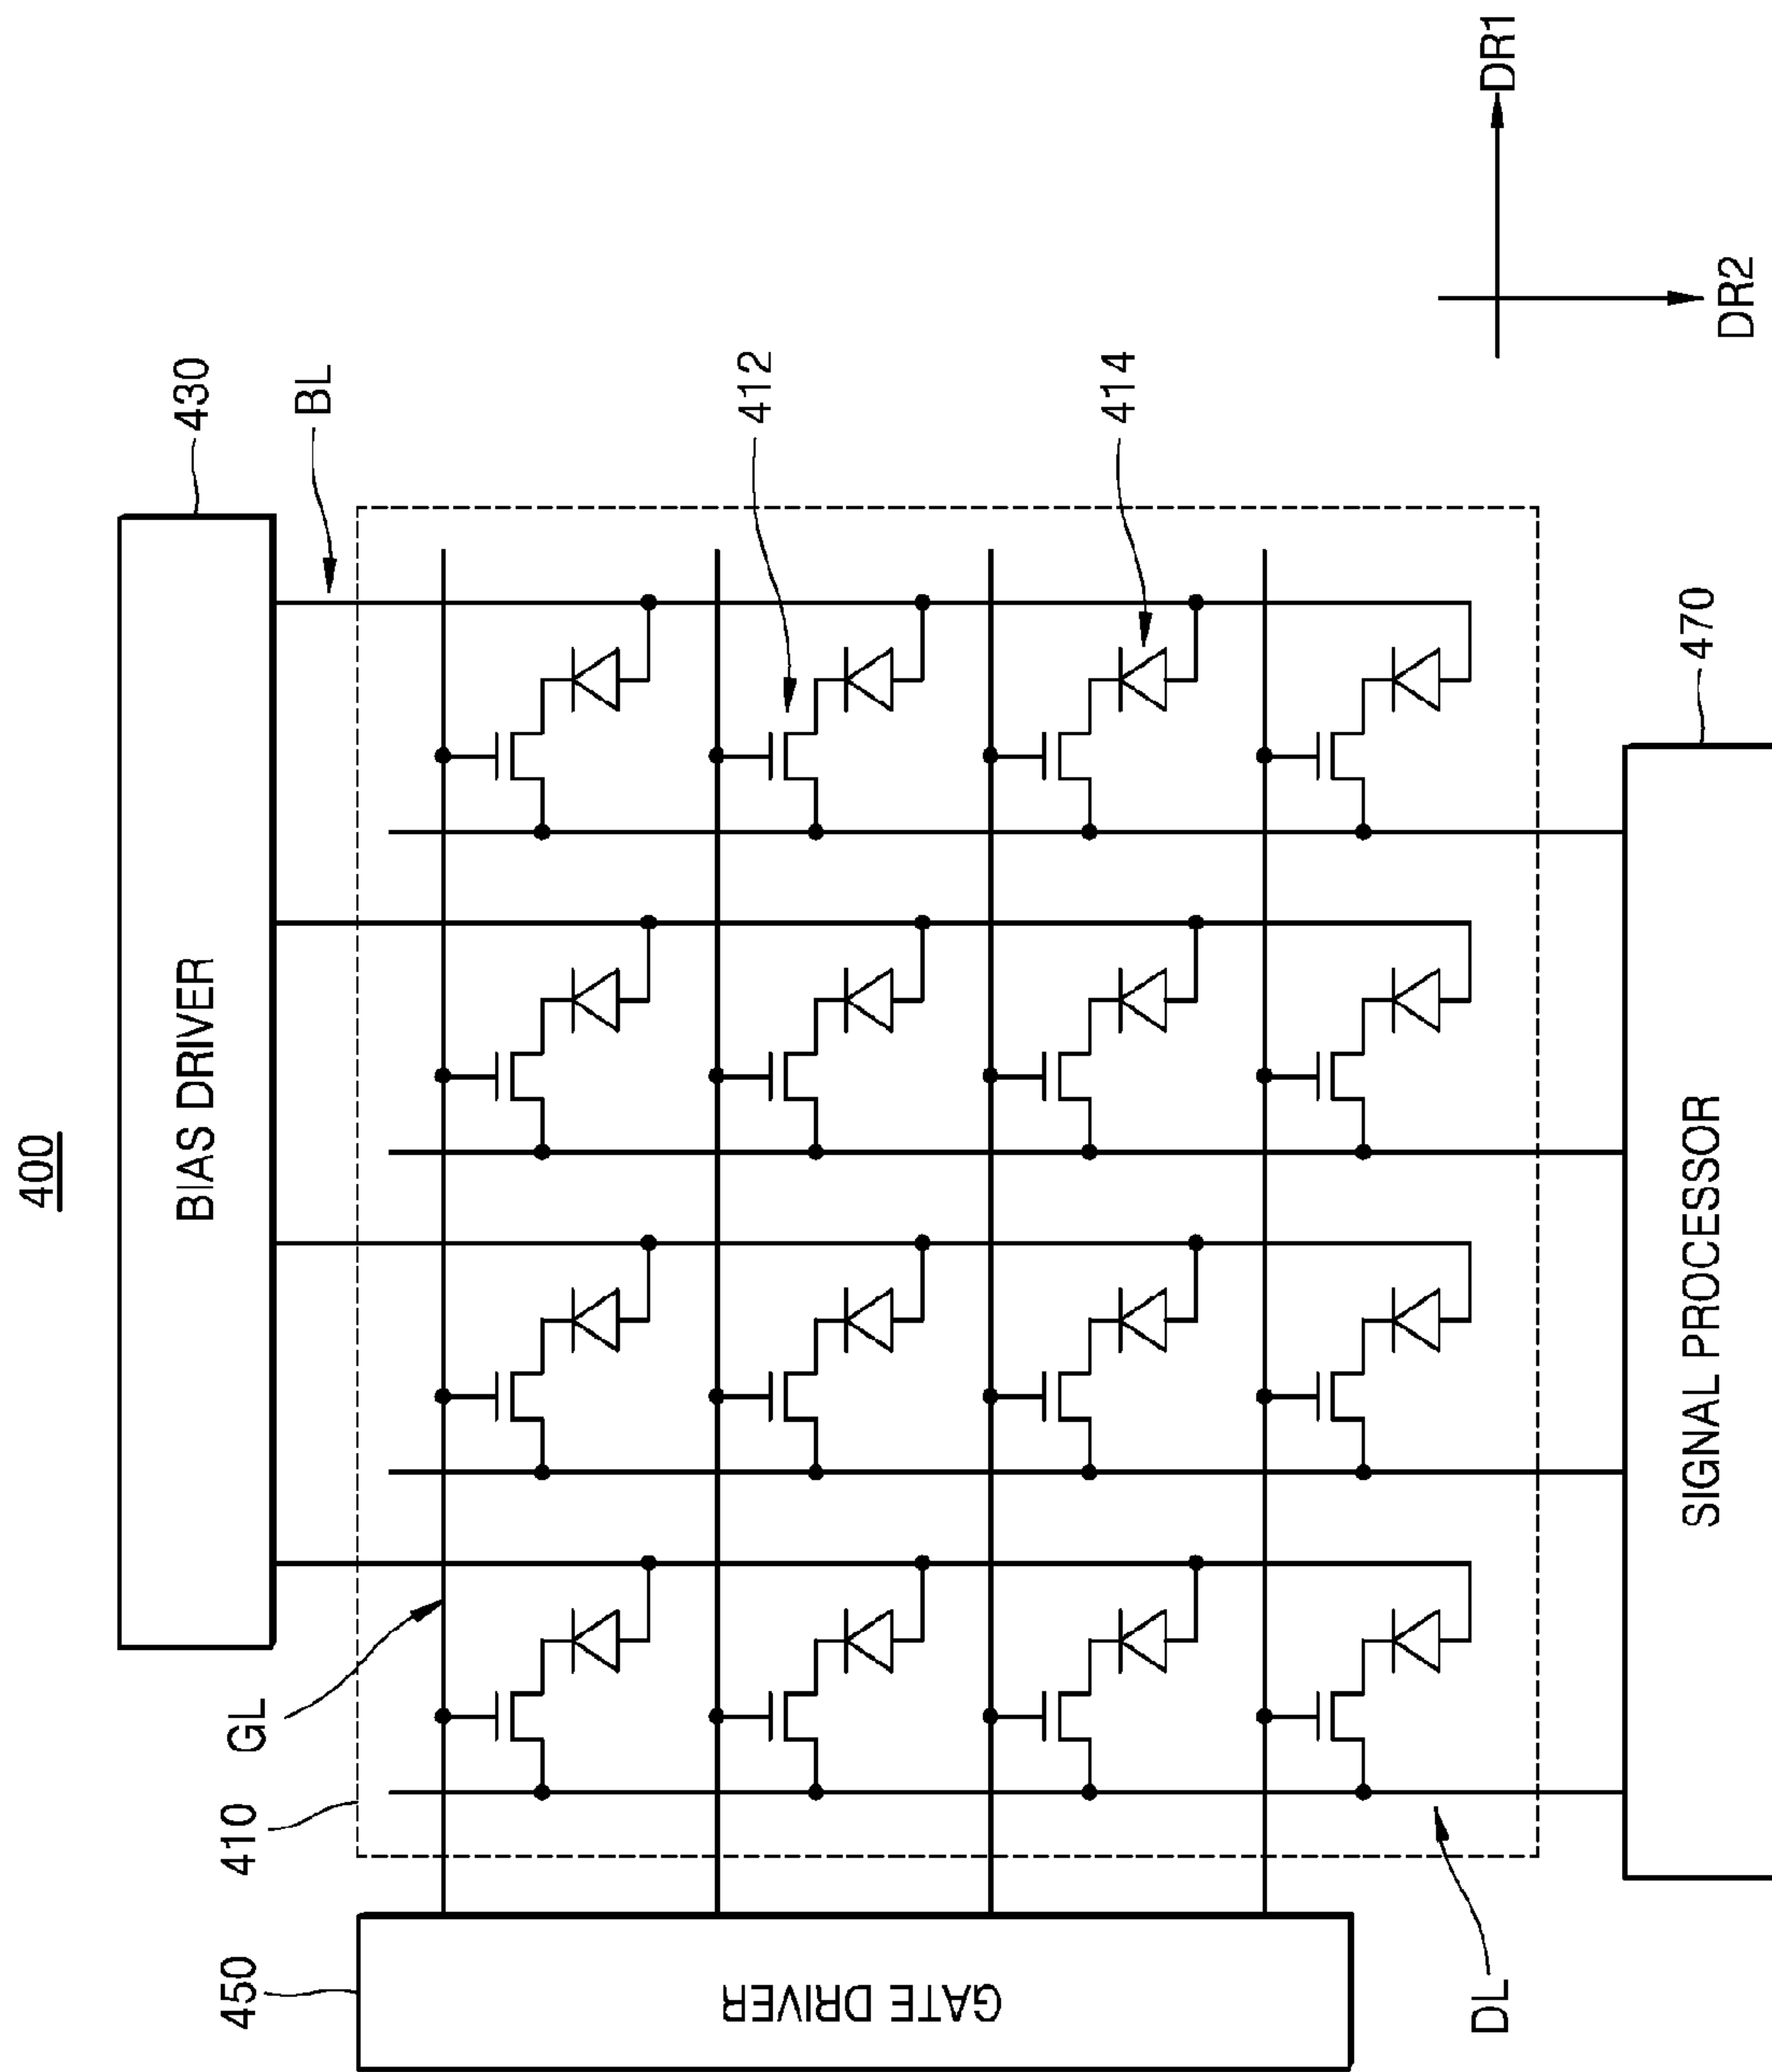 400
BIAS DRIVER
430
BL
GL
410
412
414
450
GATE DRIVER
DL
SIGNAL PROCESSOR
470
DR1
DR2